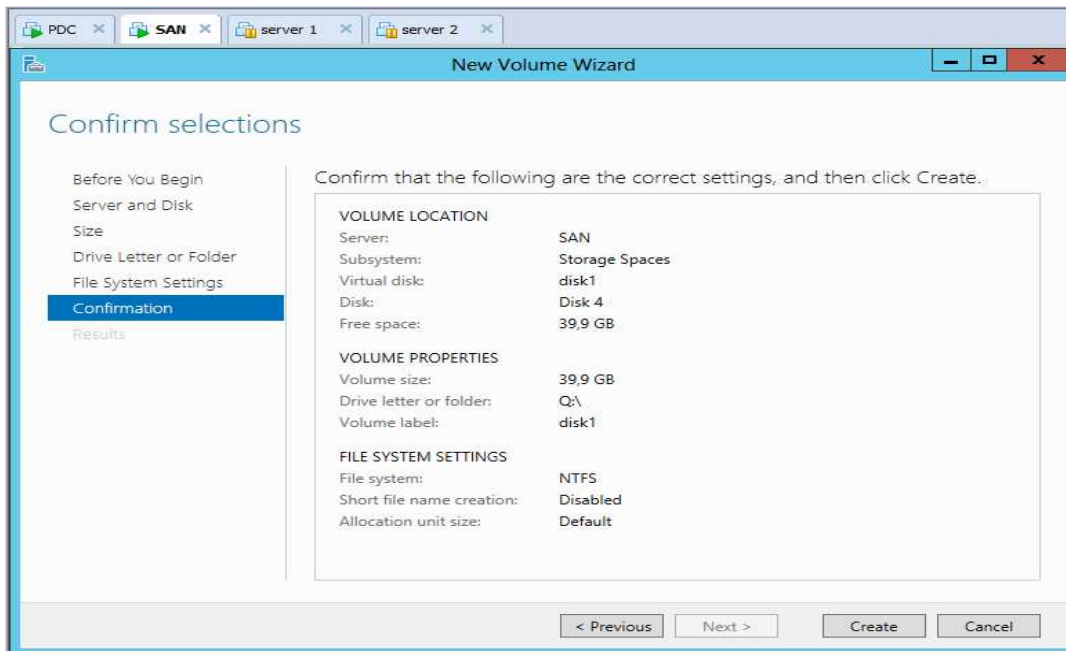 PDC SAN server 1 server 2
New Volume Wizard
Confirm selections
Before You Begin
Server and Disk
Size
Drive Letter or Folder
File System Settings
Confirmation
Results
Confirm that the following are the correct settings, and then click Create.
VOLUME LOCATION
Server: SAN
Subsystem: Storage Spaces
Virtual disk: disk1
Disk: Disk 4
Free space: 39,9 GB
VOLUME PROPERTIES
Volume size: 39,9 GB
Drive letter or folder: Q:\
Volume label: disk1
FILE SYSTEM SETTINGS
File system: NTFS
Short file name creation: Disabled
Allocation unit size: Default
< Previous Next > Create Cancel